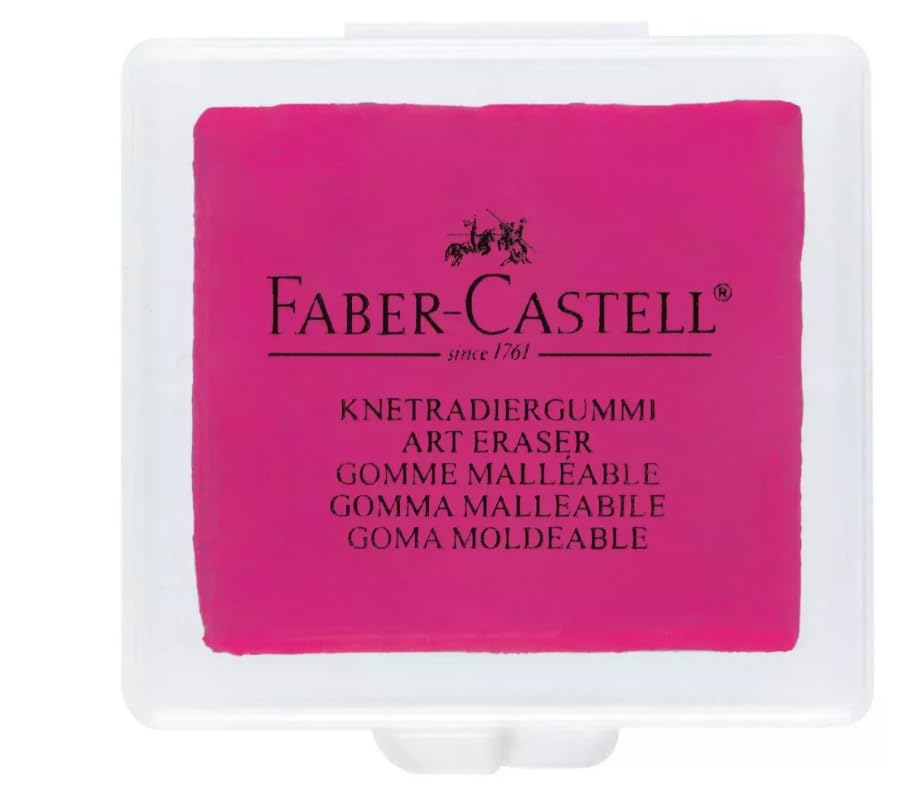 FABER-CASTELL®
since 1761
KNETRADIERGUMMI
ART ERASER
GOMME MALLÉABLE
GOMMA MALLEABILE
GOMA MOLDEABLE